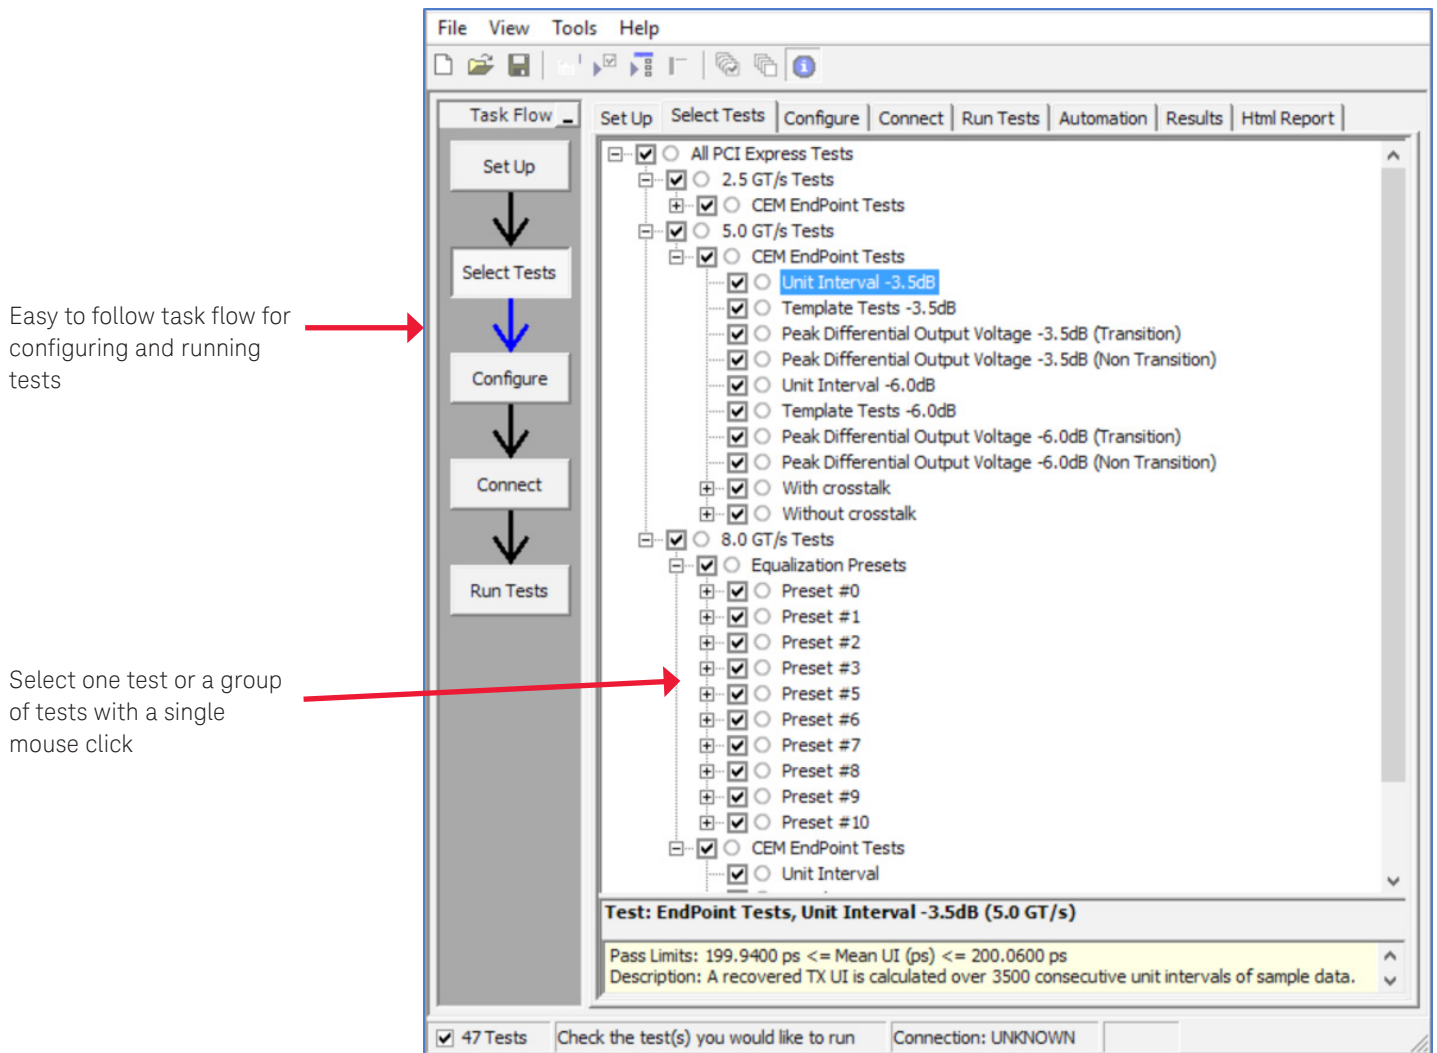 File View Tools Help
Task Flow
Set Up Select Tests Configure Connect Run Tests Automation Results Html Report
Set Up
Select Tests
Configure
Connect
Run Tests
Easy to follow task flow for
configuring and running
tests
Select one test or a group
of tests with a single
mouse click
All PCI Express Tests
2.5 GT/s Tests
CEM EndPoint Tests
5.0 GT/s Tests
CEM EndPoint Tests
Unit Interval -3.5dB
Template Tests -3.5dB
Peak Differential Output Voltage -3.5dB (Transition)
Peak Differential Output Voltage -3.5dB (Non Transition)
Unit Interval -6.0dB
Template Tests -6.0dB
Peak Differential Output Voltage -6.0dB (Transition)
Peak Differential Output Voltage -6.0dB (Non Transition)
With crosstalk
Without crosstalk
8.0 GT/s Tests
Equalization Presets
Preset #0
Preset #1
Preset #2
Preset #3
Preset #5
Preset #6
Preset #7
Preset #8
Preset #9
Preset #10
CEM EndPoint Tests
Unit Interval
Test: EndPoint Tests, Unit Interval -3.5dB (5.0 GT/s)
Pass Limits: 199.9400 ps <= Mean UI (ps) <= 200.0600 ps
Description: A recovered TX UI is calculated over 3500 consecutive unit intervals of sample data.
47 Tests Check the test(s) you would like to run Connection: UNKNOWN